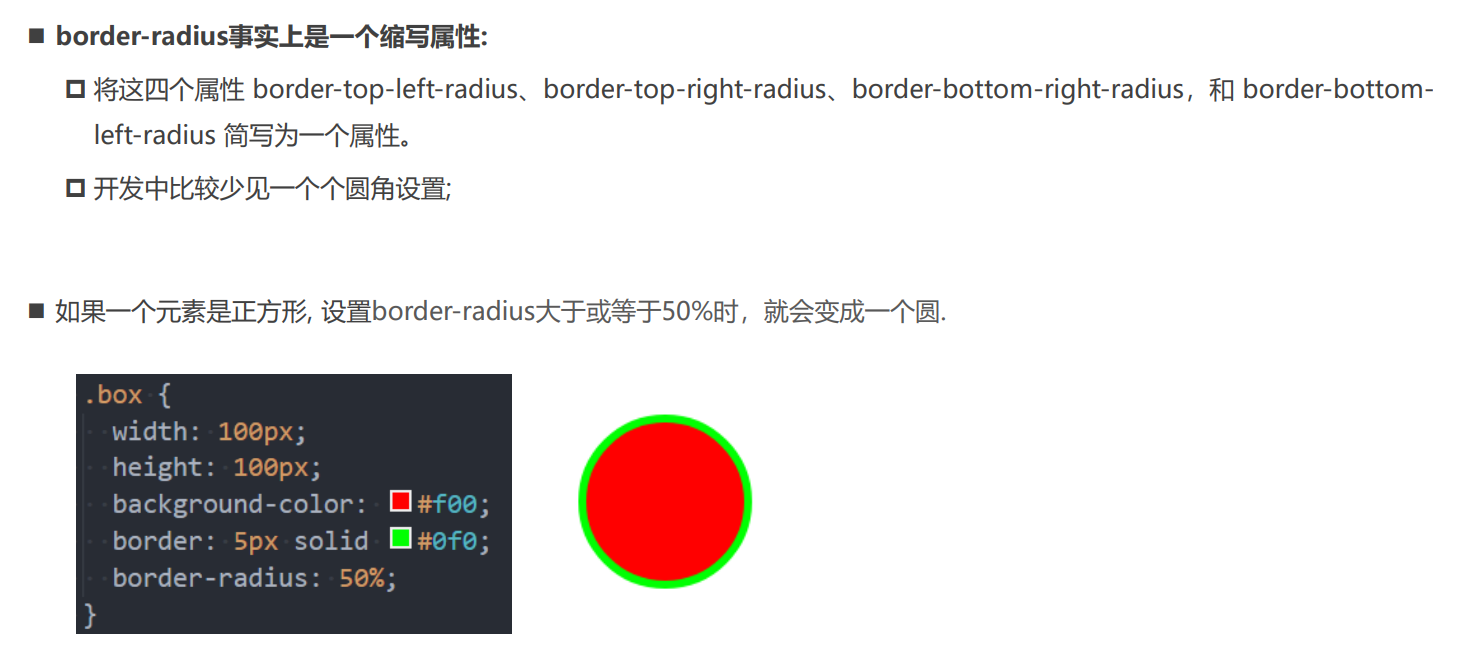 border-radius事实上是一个缩写属性:
将这四个属性 border-top-left-radius、border-top-right-radius、border-bottom-right-radius，和 border-bottom-
left-radius 简写为一个属性。
开发中比较少见一个个圆角设置;
如果一个元素是正方形, 设置border-radius大于或等于50%时，就会变成一个圆.
.box {
width: 100px;
height: 100px;
background-color: #f00;
border: 5px solid #0f0;
border-radius: 50%;
}